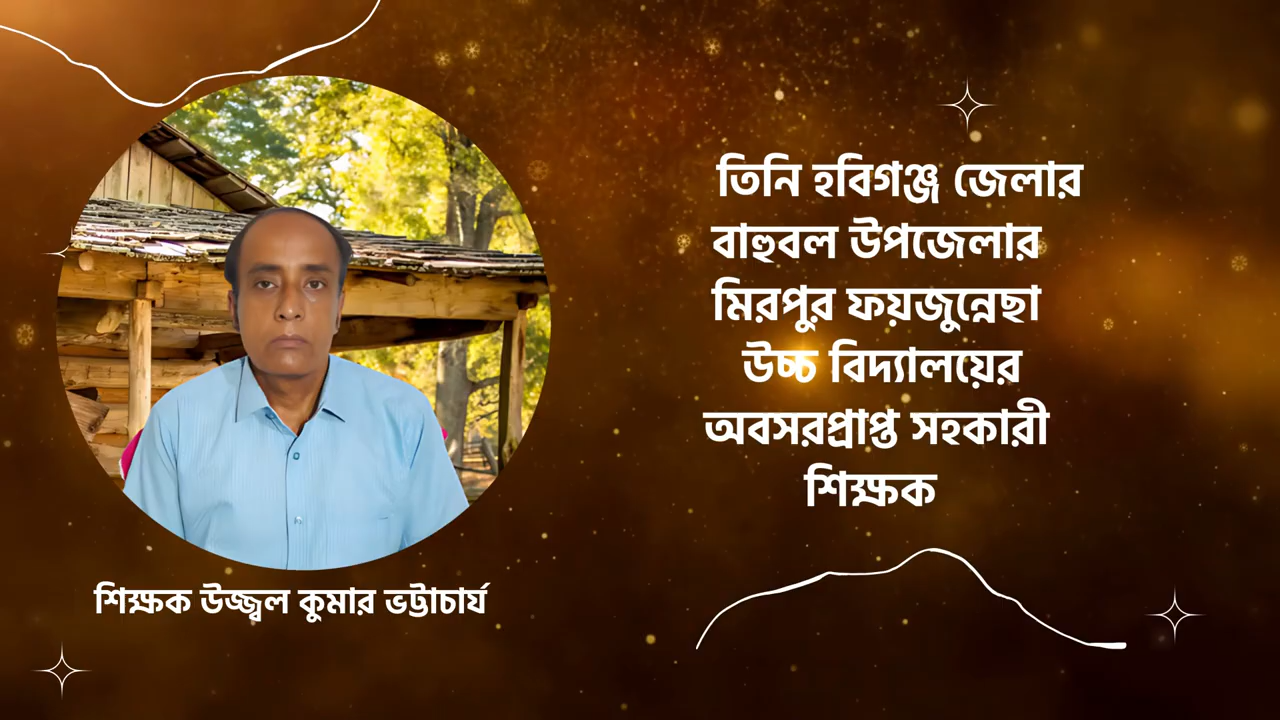 শিক্ষক উজ্জ্বল কুমার ভট্টাচার্য
তিনি হবিগঞ্জ জেলার
বাহুবল উপজেলার
মিরপুর ফয়জুন্নেছা
উচ্চ বিদ্যালয়ের
অবসরপ্রাপ্ত সহকারী
শিক্ষক